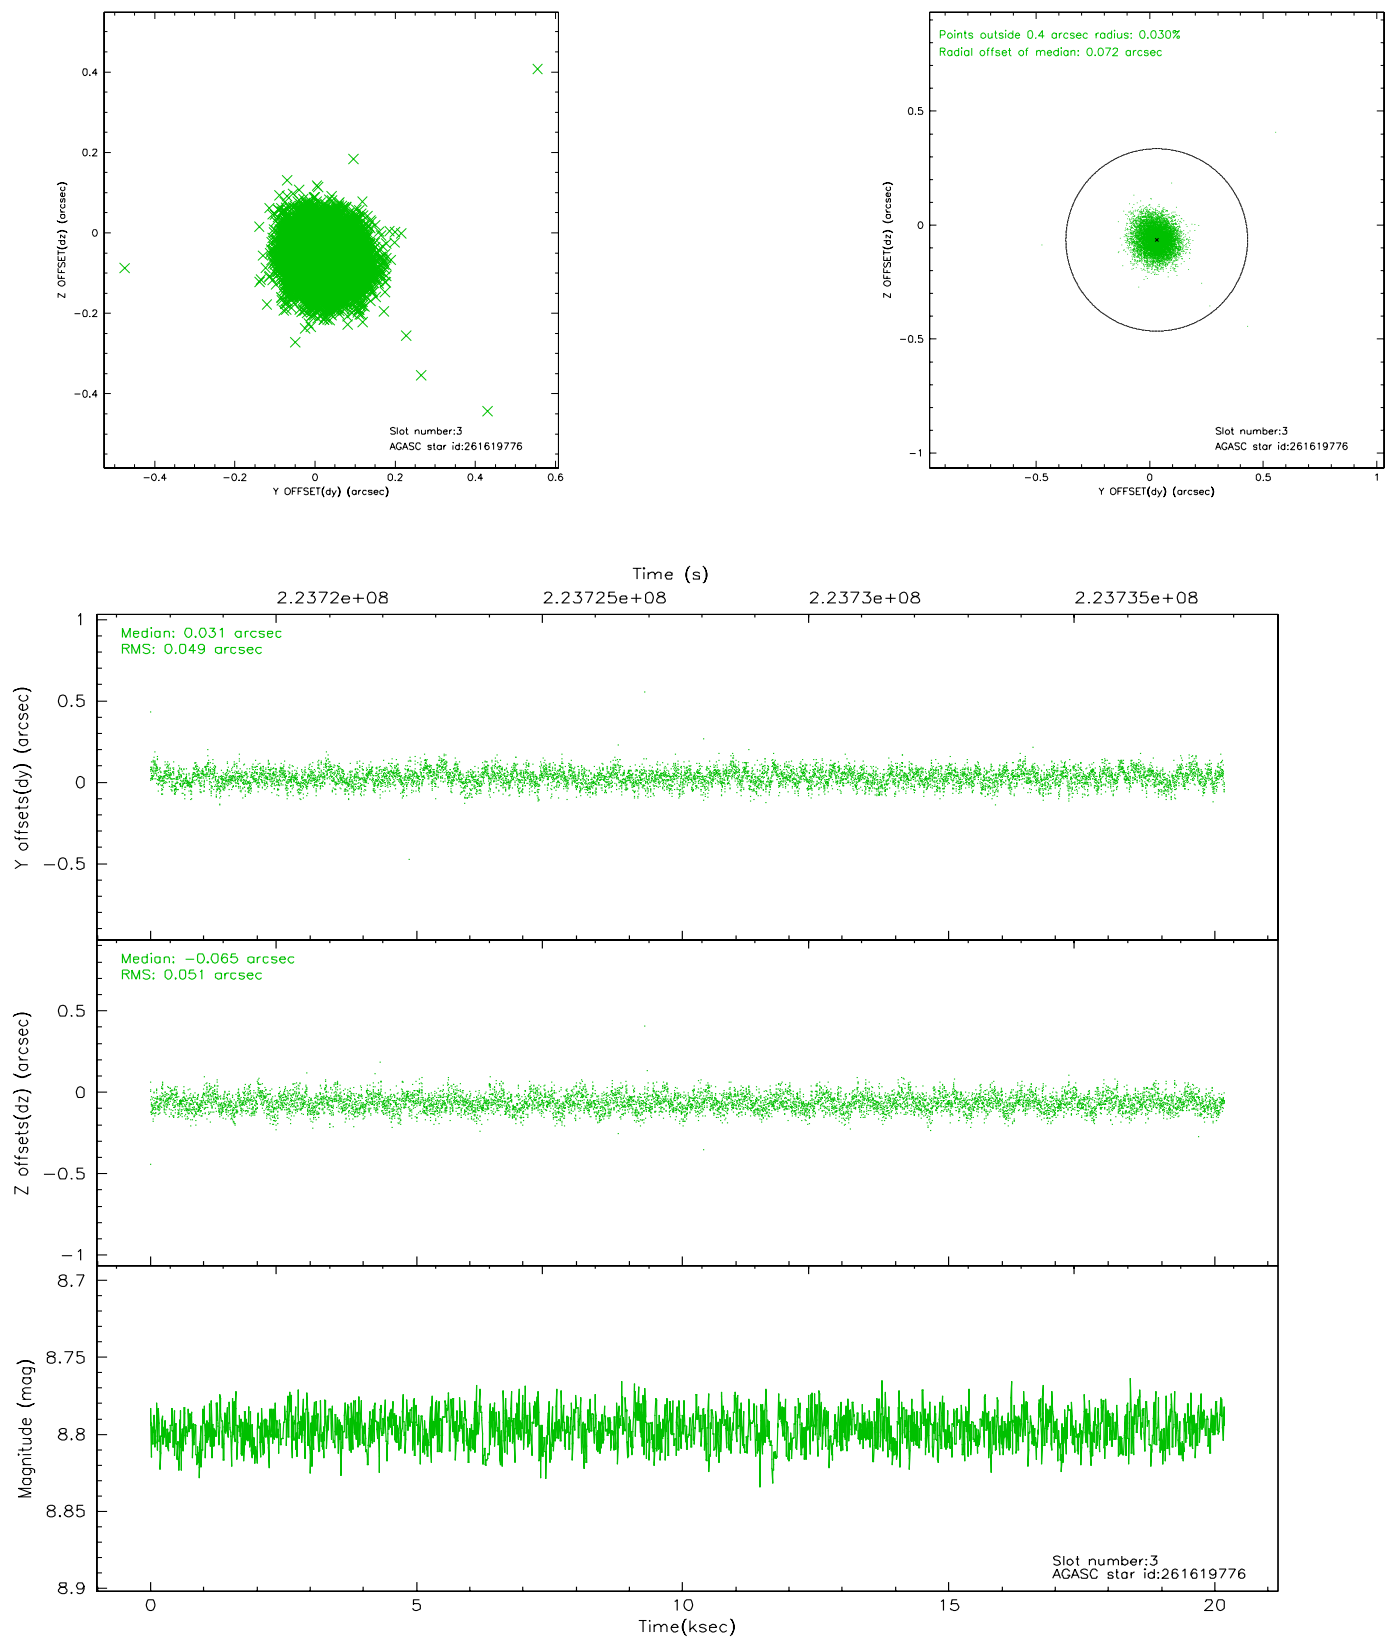 0.4
0.2
0
−0.2
−0.4
Z OFFSET(dz) (arcsec)
Slot number:3
AGASC star id:261619776
−0.4 −0.2 0 0.2 0.4 0.6
Y OFFSET(dy) (arcsec)
Points outside 0.4 arcsec radius: 0.030%
Radial offset of median: 0.072 arcsec
0.5
0
−0.5
−1
Z OFFSET(dz) (arcsec)
Slot number:3
AGASC star id:261619776
−0.5 0 0.5 1
Y OFFSET(dy) (arcsec)
Time (s)
2.2372e+08 2.23725e+08 2.2373e+08 2.23735e+08
Median: 0.031 arcsec
RMS: 0.049 arcsec
1
0.5
0
−0.5
Y offsets(dy) (arcsec)
Median: −0.065 arcsec
RMS: 0.051 arcsec
0.5
0
−0.5
−1
Z offsets(dz) (arcsec)
8.7
8.75
8.8
8.85
8.9
Magnitude (mag)
Slot number:3
AGASC star id:261619776
0 5 10 15 20
Time(ksec)